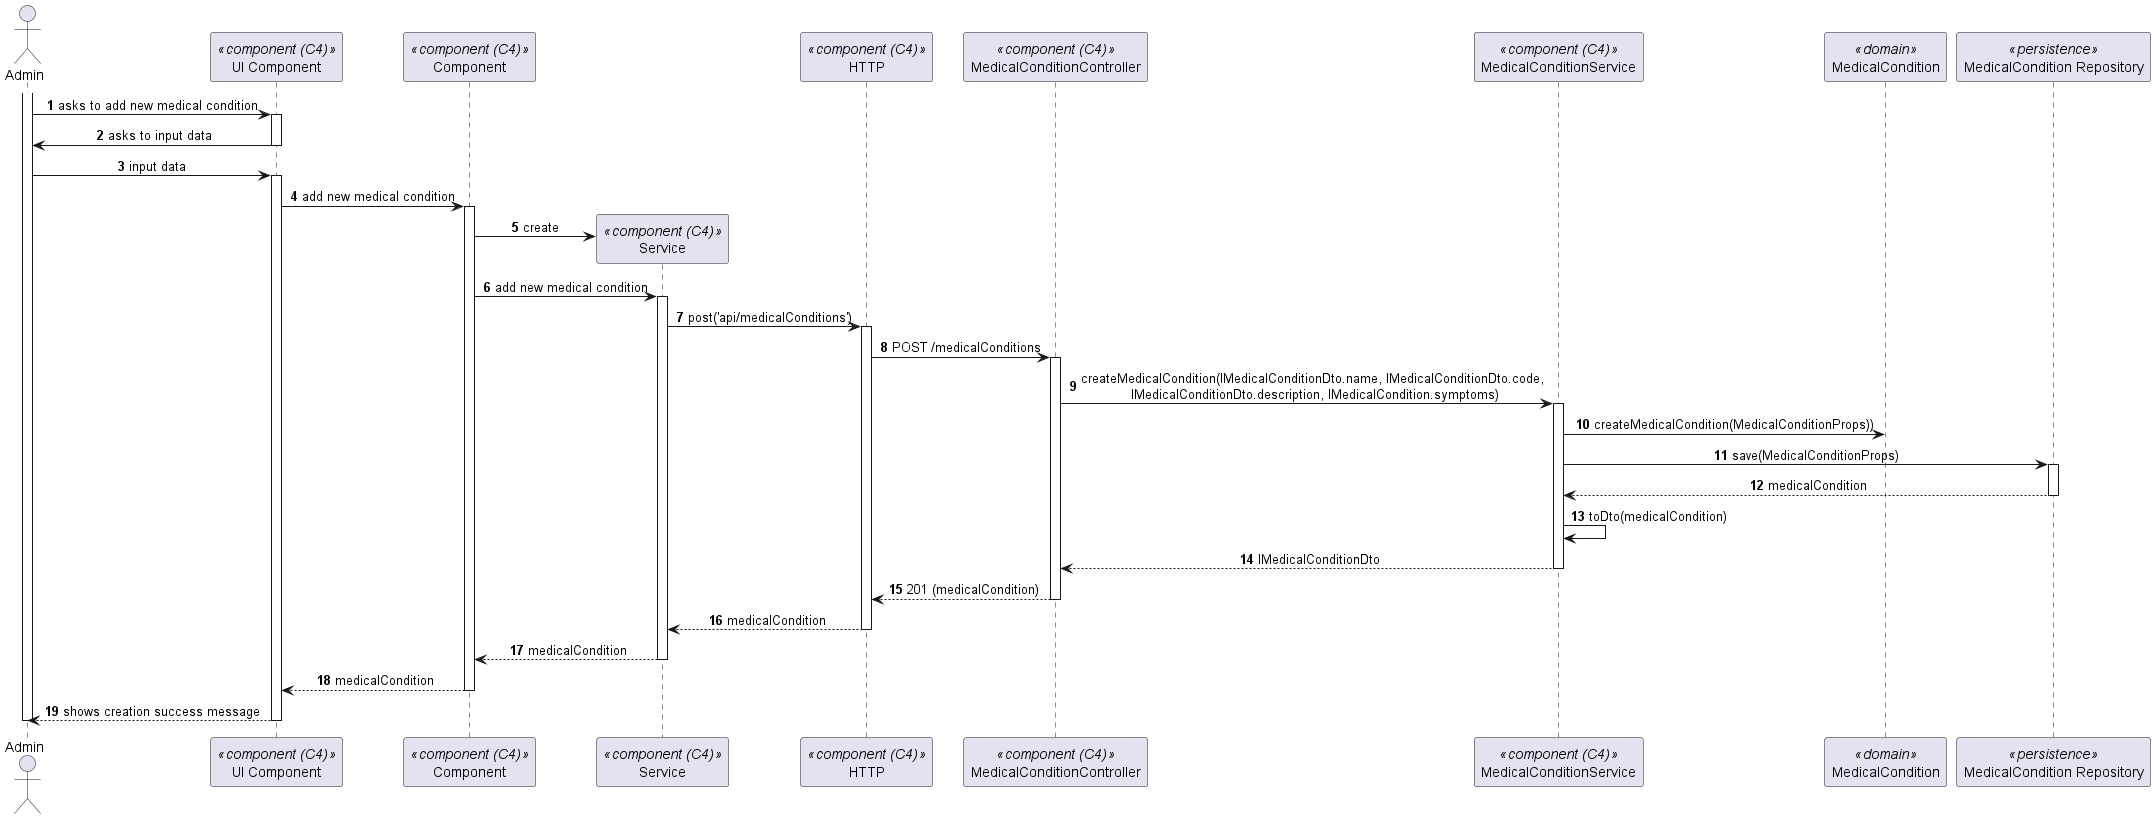 Admin
«component (C4)»
UI Component
«component (C4)»
Component
«component (C4)»
HTTP
«component (C4)»
MedicalConditionController
«component (C4)»
MedicalConditionService
«domain»
MedicalCondition
«persistence»
MedicalCondition Repository
1 asks to add new medical condition
2 asks to input data
3 input data
4 add new medical condition
5 create
«component (C4)»
Service
6 add new medical condition
7 post('api/medicalConditions')
8 POST /medicalConditions
9 createMedicalCondition(IMedicalConditionDto.name, IMedicalConditionDto.code,
IMedicalConditionDto.description, IMedicalCondition.symptoms)
10 createMedicalCondition(MedicalConditionProps))
11 save(MedicalConditionProps)
12 medicalCondition
13 toDto(medicalCondition)
14 IMedicalConditionDto
15 201 (medicalCondition)
16 medicalCondition
17 medicalCondition
18 medicalCondition
19 shows creation success message
Admin
«component (C4)»
UI Component
«component (C4)»
Component
«component (C4)»
Service
«component (C4)»
HTTP
«component (C4)»
MedicalConditionController
«component (C4)»
MedicalConditionService
«domain»
MedicalCondition
«persistence»
MedicalCondition Repository